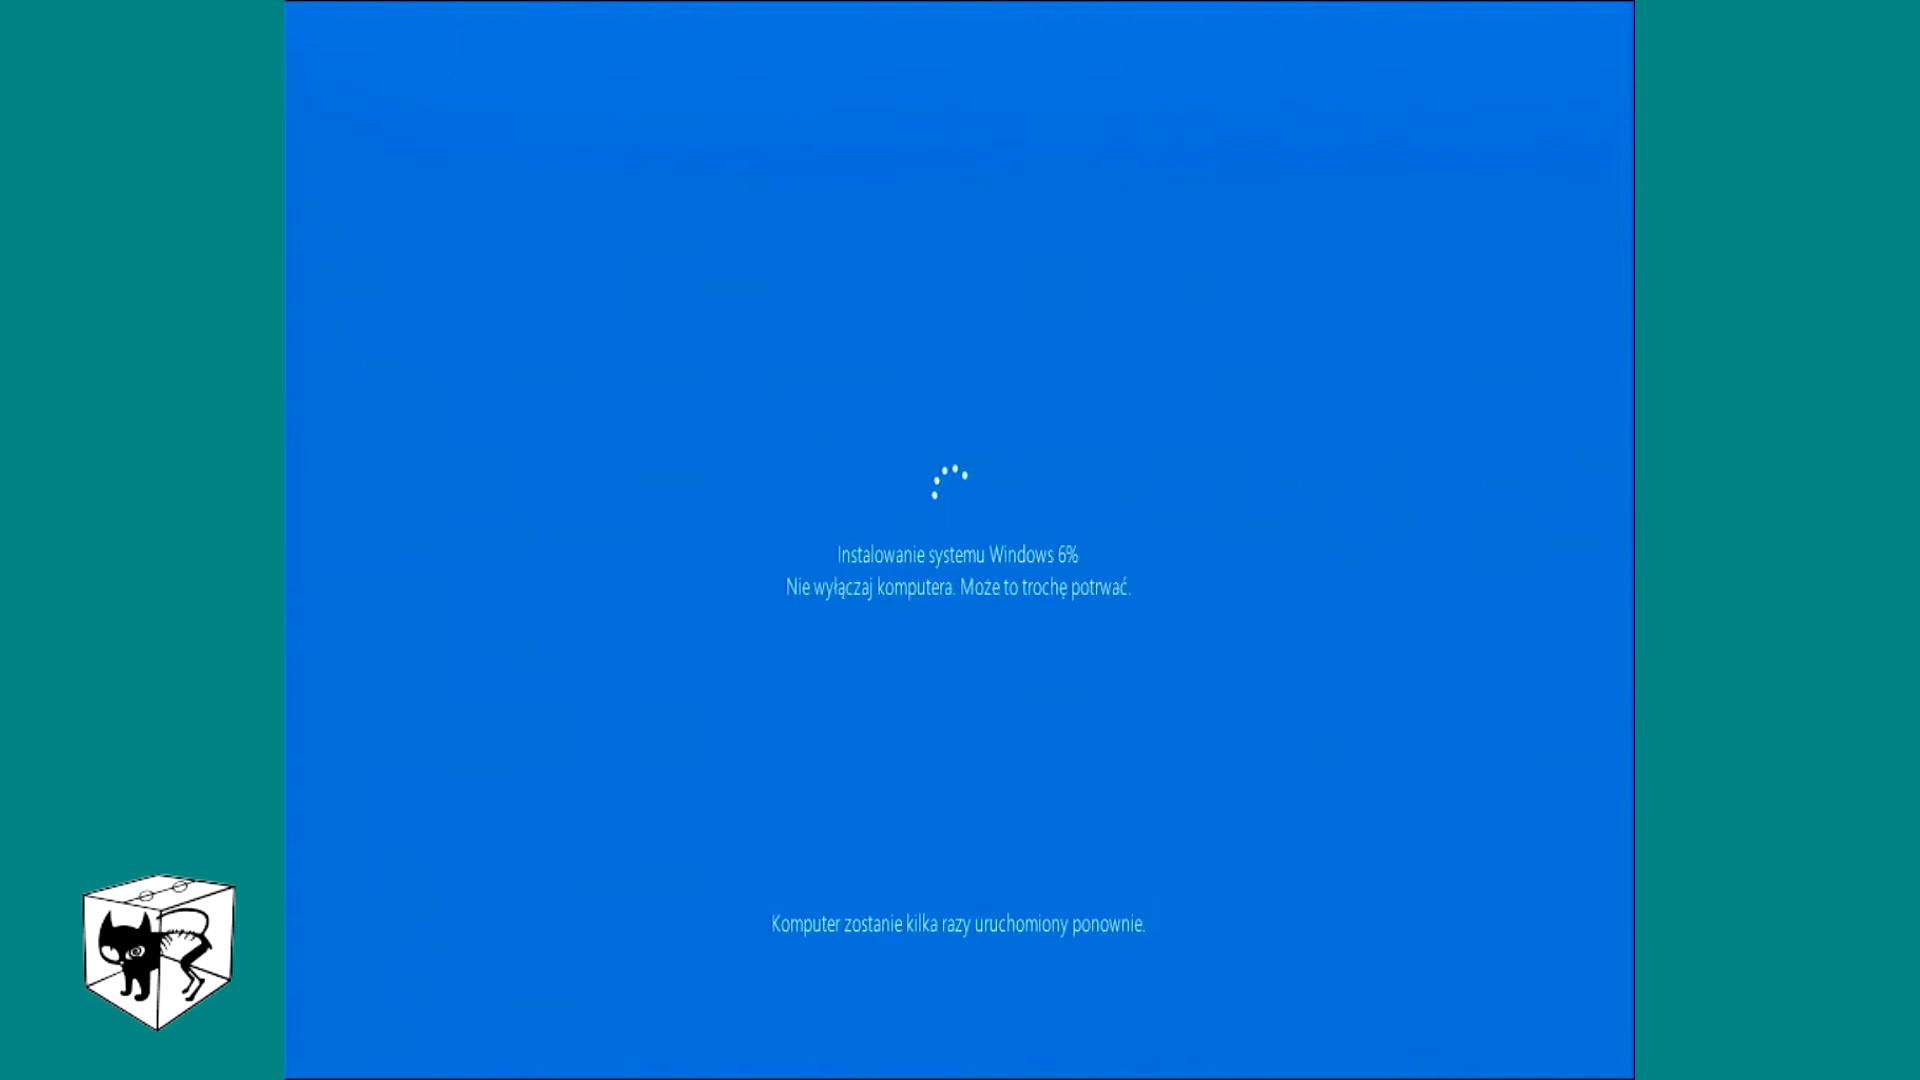 Instalowanie systemu Windows 6%
Nie wyłączaj komputera. Może to trochę potrwać.
Komputer zostanie kilka razy uruchomiony ponownie.